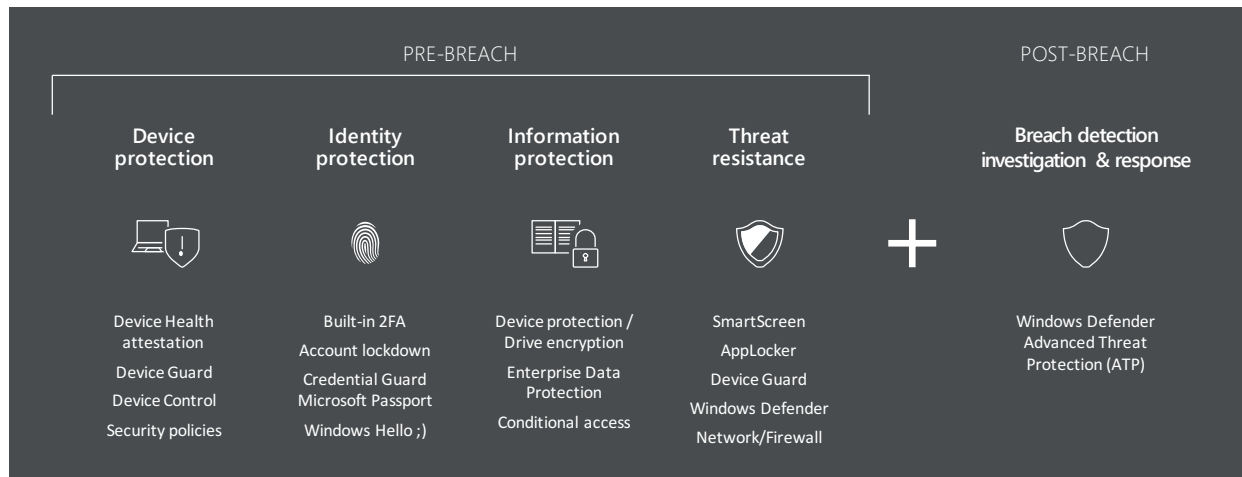 PRE-BREACH
POST-BREACH
Device
protection
Identity
protection
Information
protection
Threat
resistance
Breach detection
investigation & response
Device Health
attestation
Device Guard
Device Control
Security policies
Built-in 2FA
Account lockdown
Credential Guard
Microsoft Passport
Windows Hello ;)
Device protection /
Drive encryption
Enterprise Data
Protection
Conditional access
SmartScreen
AppLocker
Device Guard
Windows Defender
Network/Firewall
Windows Defender
Advanced Threat
Protection (ATP)